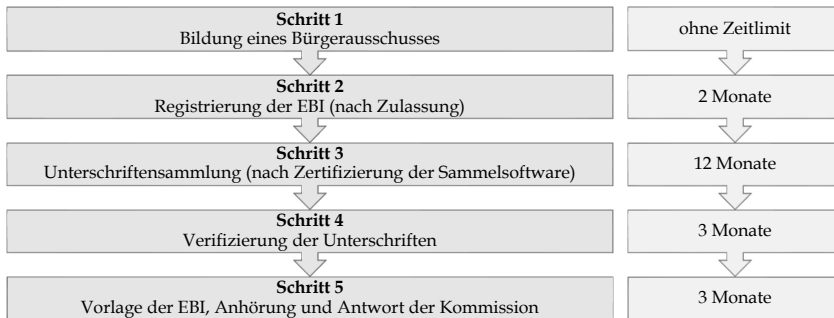 Schritt 1
Bildung eines Bürgerausschusses
ohne Zeitlimit
Schritt 2
Registrierung der EBI (nach Zulassung)
2 Monate
Schritt 3
Unterschriftensammlung (nach Zertifizierung der Sammelsoftware)
12 Monate
Schritt 4
Verifizierung der Unterschriften
3 Monate
Schritt 5
Vorlage der EBI, Anhörung und Antwort der Kommission
3 Monate